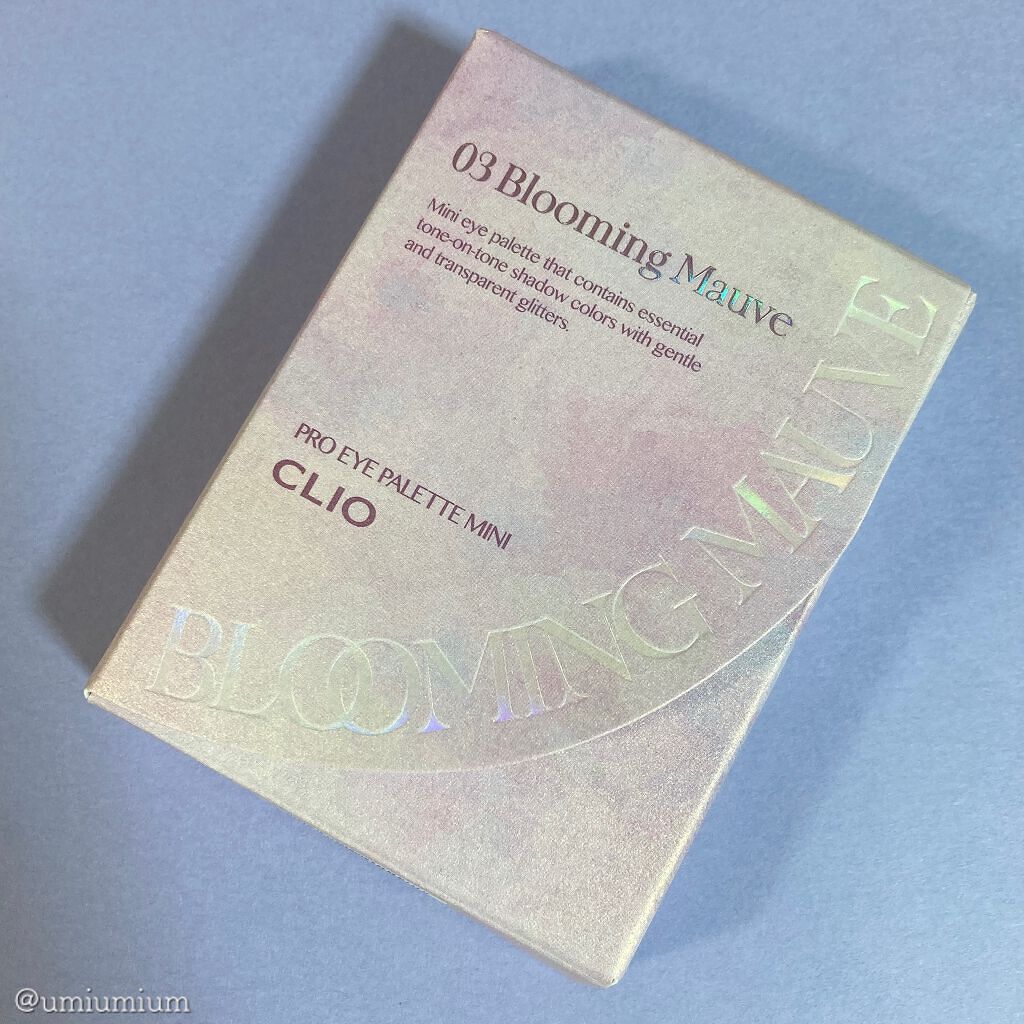 03 Blooming Mauve
Mini eye palette that contains essential
tone-on-tone shadow colors with gentle
and transparent glitters.
PRO EYE PALETTE MINI
CLIO
BLOOMING MAUVE
@umiumium